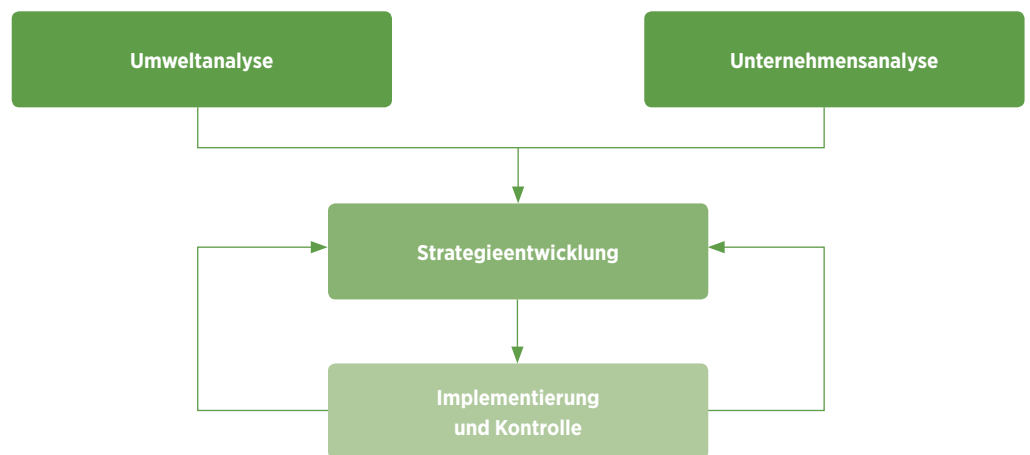 Umweltanalyse
Unternehmensanalyse
Strategieentwicklung
Implementierung
und Kontrolle